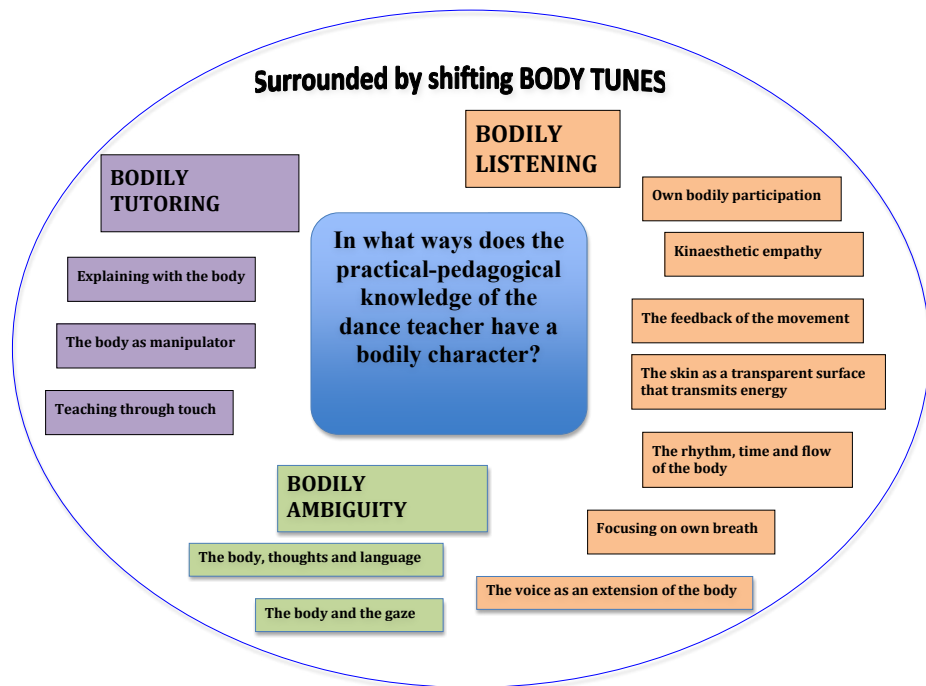 Surrounded by shifting BODY TUNES
BODILY
TUTORING
Explaining with the body
The body as manipulator
Teaching through touch
BODILY
LISTENING
Own bodily participation
Kinaesthetic empathy
The feedback of the movement
The skin as a transparent surface
that transmits energy
The rhythm, time and flow
of the body
Focusing on own breath
The voice as an extension of the body
In what ways does the
practical-pedagogical
knowledge of the
dance teacher have a
bodily character?
BODILY
AMBIGUITY
The body, thoughts and language
The body and the gaze